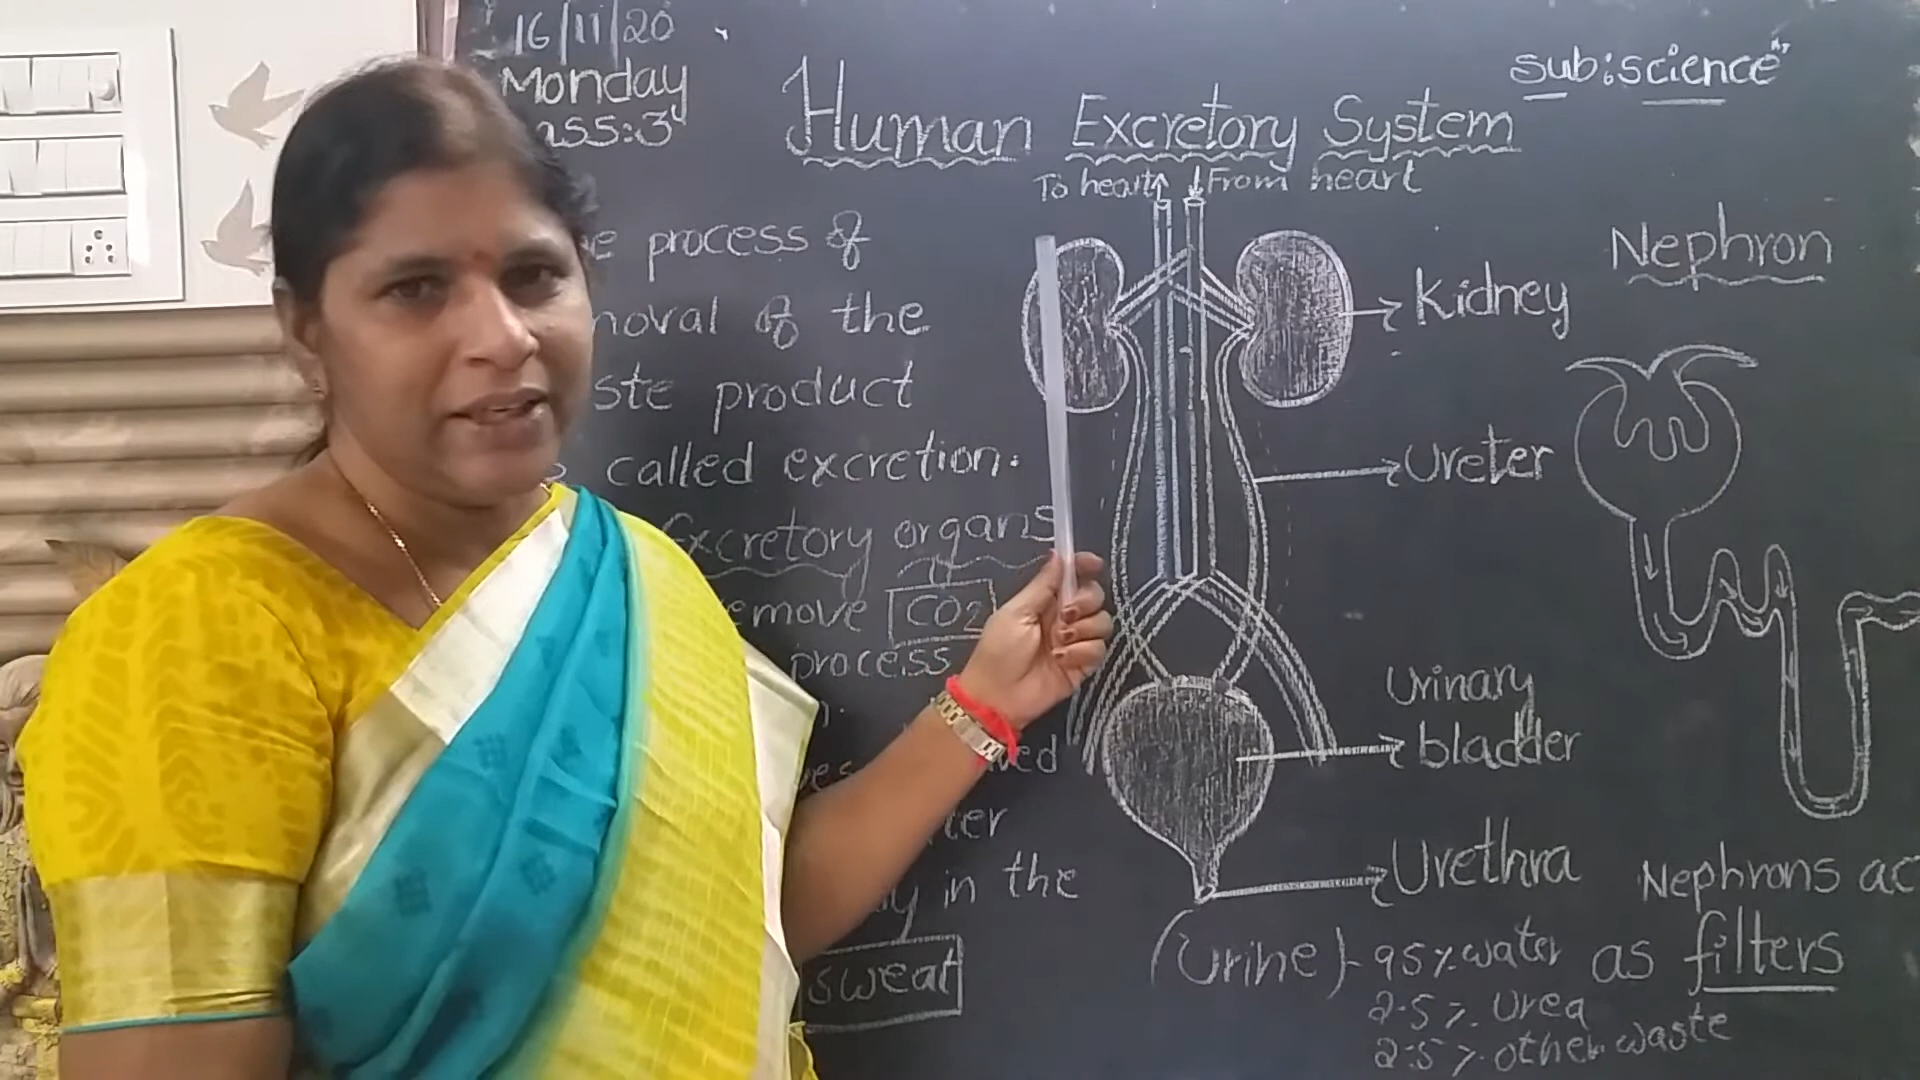 16/11/20
Monday
ass:3
sub:science
Human Excretory System
To heart↑ ↓From heart
process of
moval of the
ste product
called excretion.
Excretory organs
emove CO2
process
in the
sweat
Kidney
Ureter
Urinary
bladder
Urethra
(Urine)-95%water
2.5% Urea
2.5% other waste
Nephron
Nephrons ac
as filters